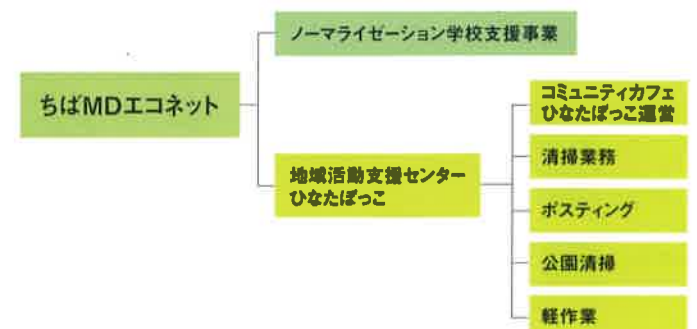 ノーマライゼーション学校支援事業
ちばMDエコネット
コミュニティカフェ
ひなたぼっこ運営
清掃業務
地域活動支援センター
ひなたぼっこ
ポスティング
公園清掃
軽作業